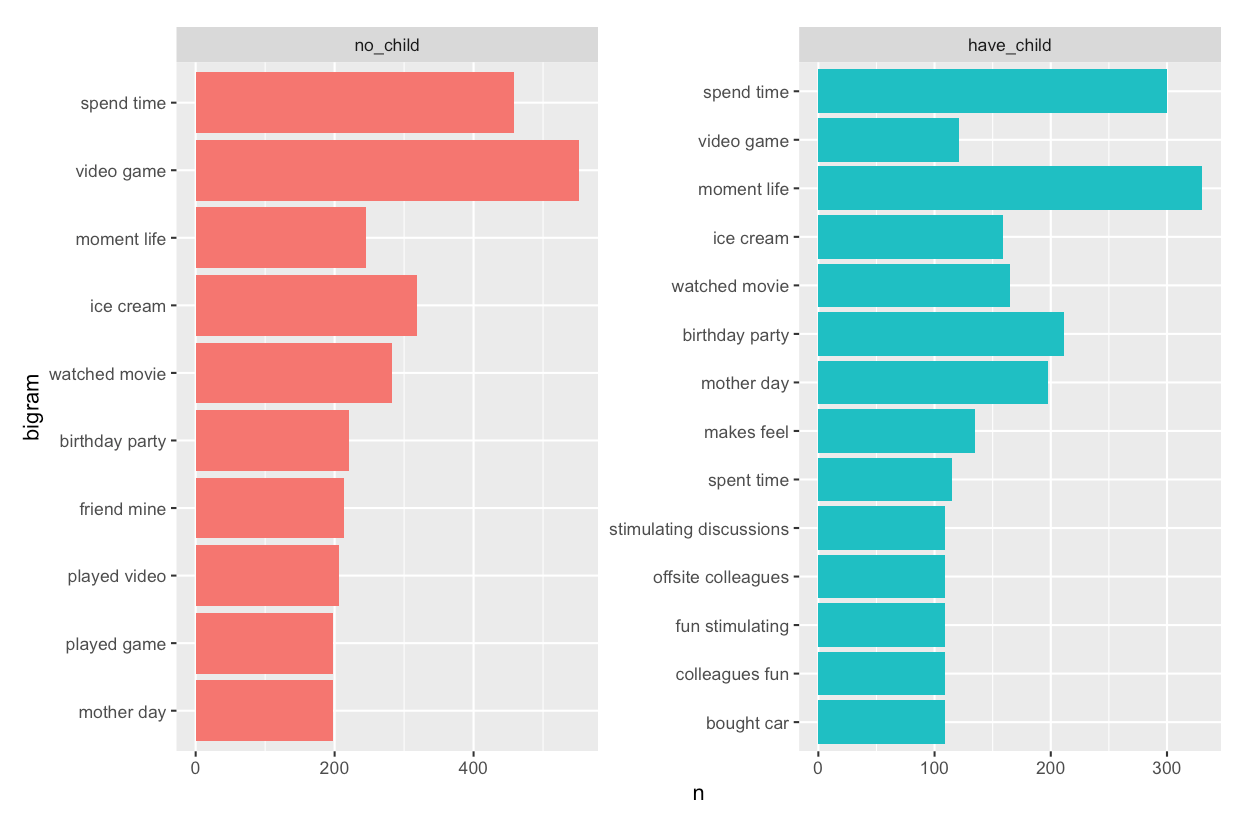 no_child
spend time
video game
moment life
ice cream
watched movie
birthday party
friend mine
played video
played game
mother day
0 200 400
have_child
spend time
video game
moment life
ice cream
watched movie
birthday party
mother day
makes feel
spent time
stimulating discussions
offsite colleagues
fun stimulating
colleagues fun
bought car
0 100 200 300
bigram
n